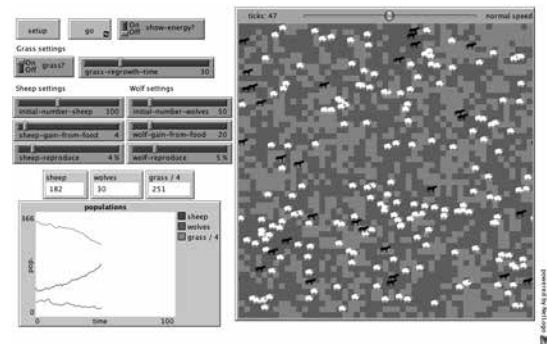 setup
go
On
Off
show-energy?
ticks: 47
normal speed
Grass settings
On
Off
grass?
grass-regrowth-time 30
Sheep settings
Wolf settings
initial-number-sheep 100
initial-number-wolves 50
sheep-gain-from-food 4
wolf-gain-from-food 20
sheep-reproduce 4 %
wolf-reproduce 5 %
sheep
182
wolves
30
grass / 4
251
populations
366
pop.
0
0
time
100
sheep
wolves
grass / 4
powered by NetLogo